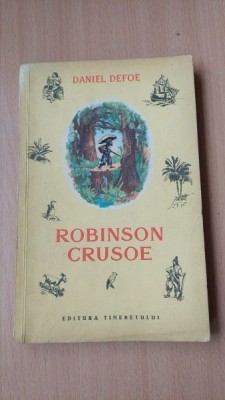 DANIEL DEFOE
ROBINSON
CRUSOE
EDITURA TINERETULUI